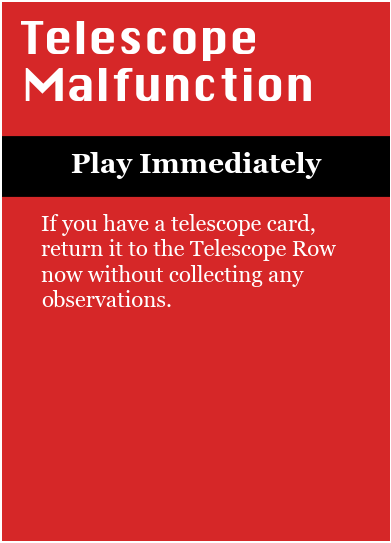 Telescope
Malfunction
Play Immediately
If you have a telescope card,
return it to the Telescope Row
now without collecting any
observations.